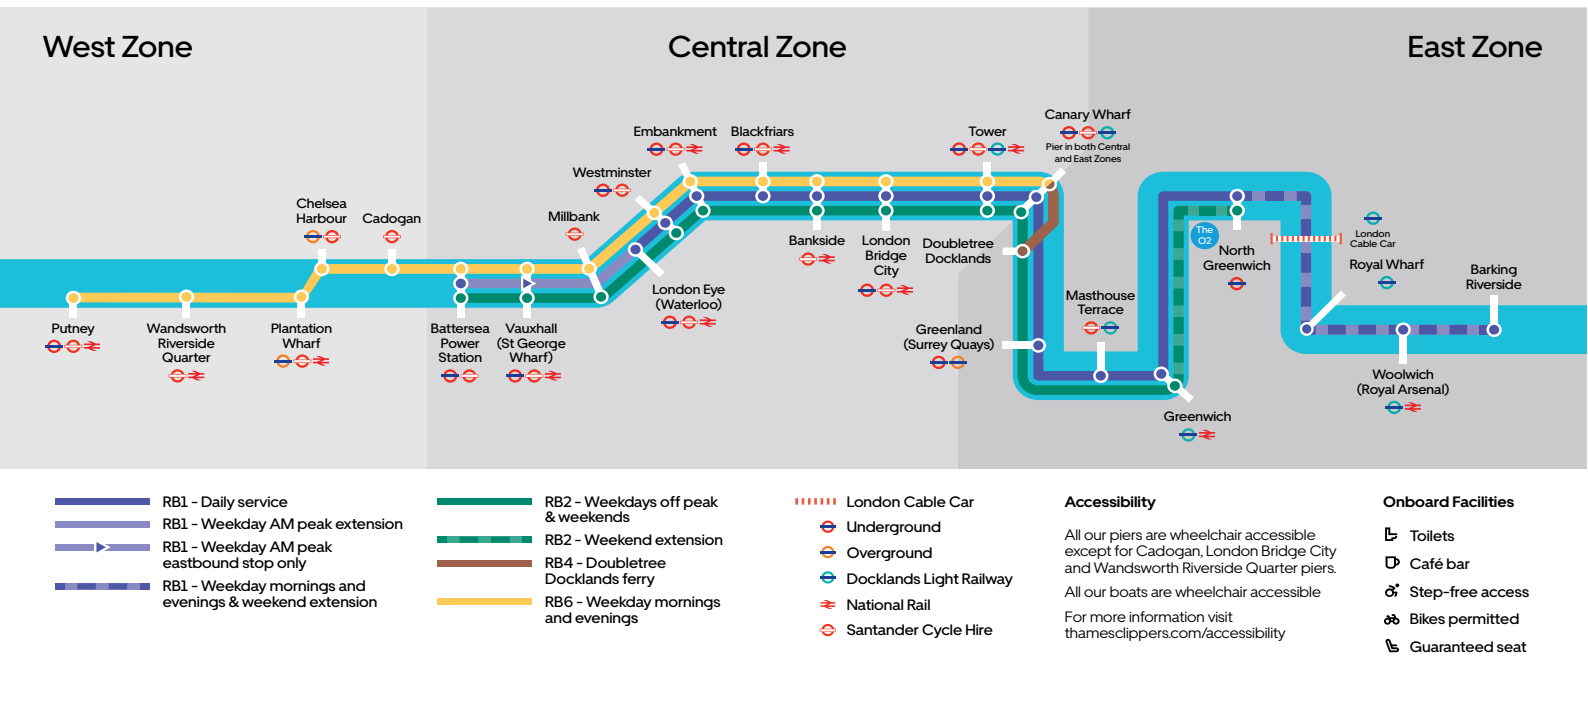 West Zone
Central Zone
East Zone
Canary Wharf
Pier in both Central
and East Zones
Embankment
Blackfriars
Tower
Westminster
Chelsea
Harbour
Cadogan
Millbank
London
Cable Car
Bankside
London
Bridge
City
Doubletree
Docklands
The
O2
North
Greenwich
Royal Wharf
Barking
Riverside
London Eye
(Waterloo)
Masthouse
Terrace
Putney
Wandsworth
Riverside
Quarter
Plantation
Wharf
Battersea
Power
Station
Vauxhall
(St George
Wharf)
Greenland
(Surrey Quays)
Woolwich
(Royal Arsenal)
Greenwich
RB1 - Daily service
RB1 - Weekday AM peak extension
RB1 - Weekday AM peak
eastbound stop only
RB1 - Weekday mornings and
evenings & weekend extension
RB2 - Weekdays off peak
& weekends
RB2 - Weekend extension
RB4 - Doubletree
Docklands ferry
RB6 - Weekday mornings
and evenings
London Cable Car
Underground
Overground
Docklands Light Railway
National Rail
Santander Cycle Hire
Accessibility
All our piers are wheelchair accessible
except for Cadogan, London Bridge City
and Wandsworth Riverside Quarter piers.
All our boats are wheelchair accessible
For more information visit
thamesclippers.com/accessibility
Onboard Facilities
Toilets
Café bar
Step-free access
Bikes permitted
Guaranteed seat